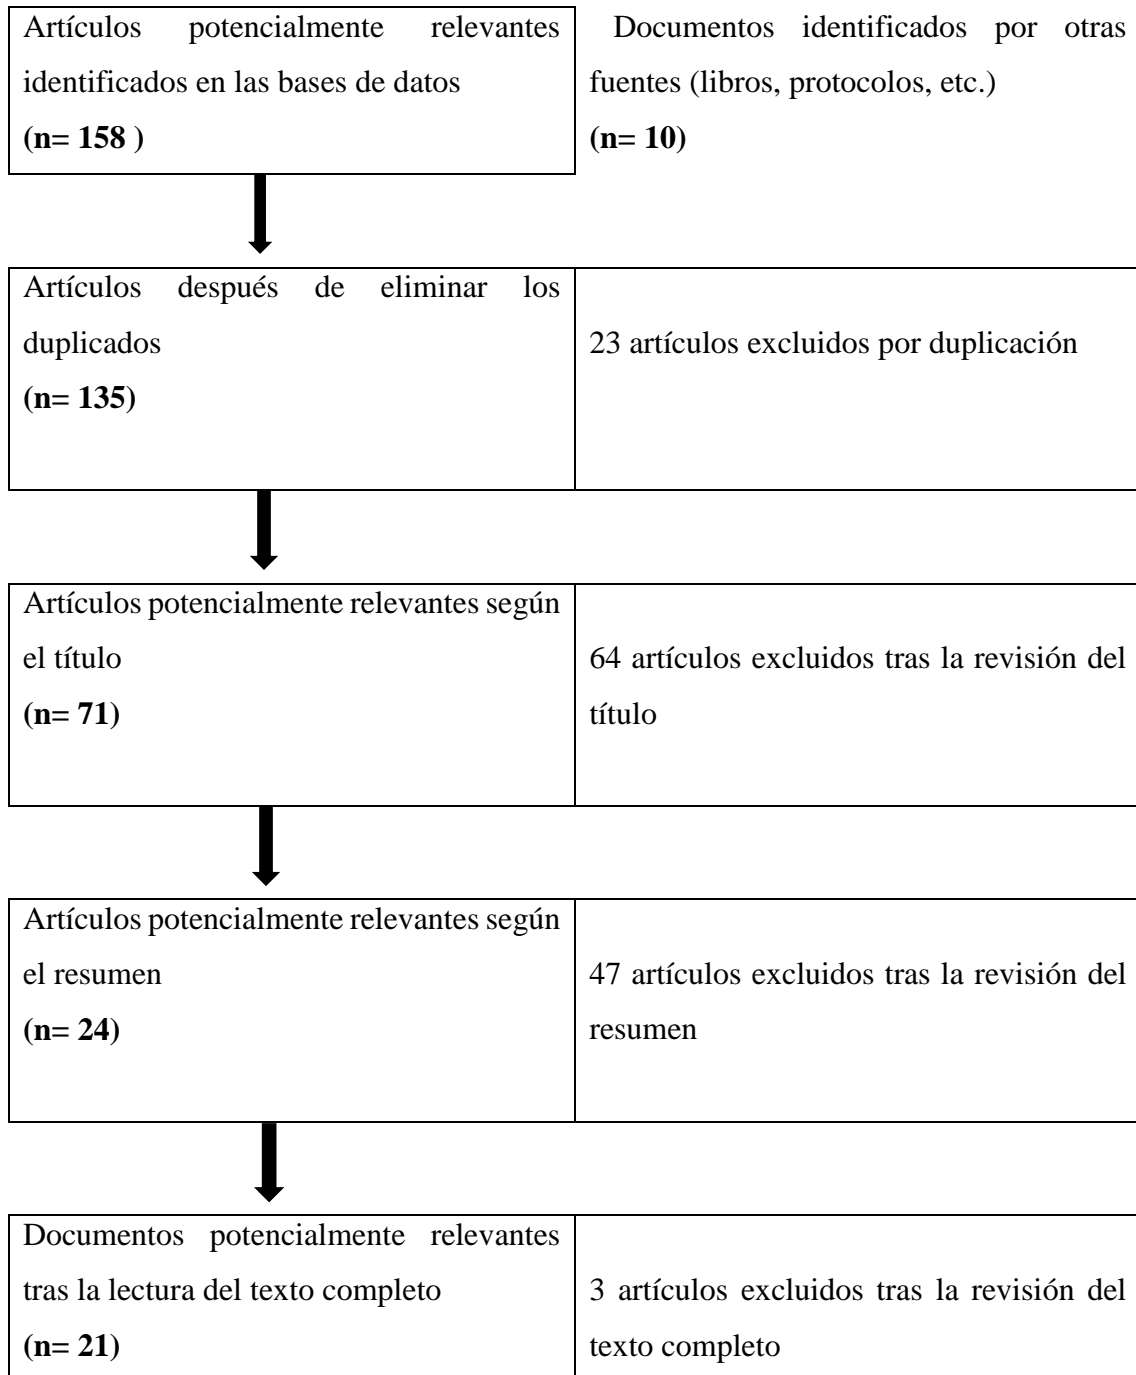 Artículos potencialmente relevantes
identificados en las bases de datos
(n= 158 )
Documentos identificados por otras
fuentes (libros, protocolos, etc.)
(n= 10)
Artículos después de eliminar los
duplicados
(n= 135)
23 artículos excluidos por duplicación
Artículos potencialmente relevantes según
el título
(n= 71)
64 artículos excluidos tras la revisión del
título
Artículos potencialmente relevantes según
el resumen
(n= 24)
47 artículos excluidos tras la revisión del
resumen
Documentos potencialmente relevantes
tras la lectura del texto completo
(n= 21)
3 artículos excluidos tras la revisión del
texto completo